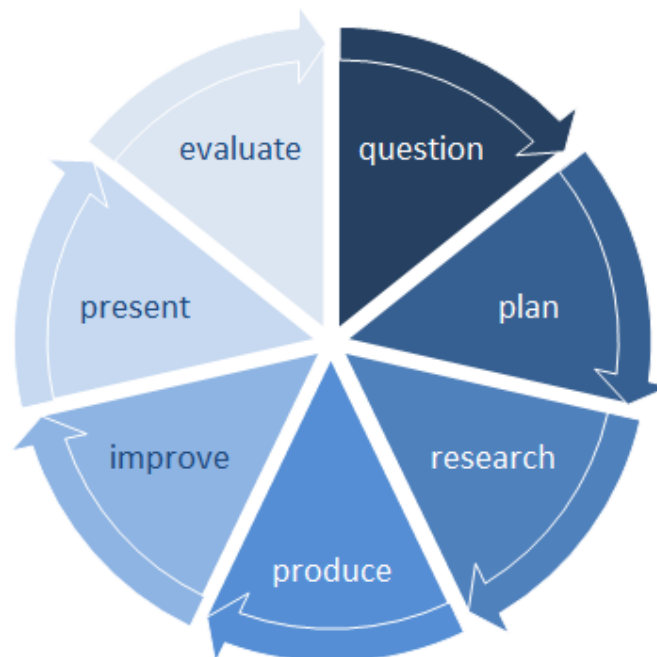 question
plan
research
produce
improve
present
evaluate